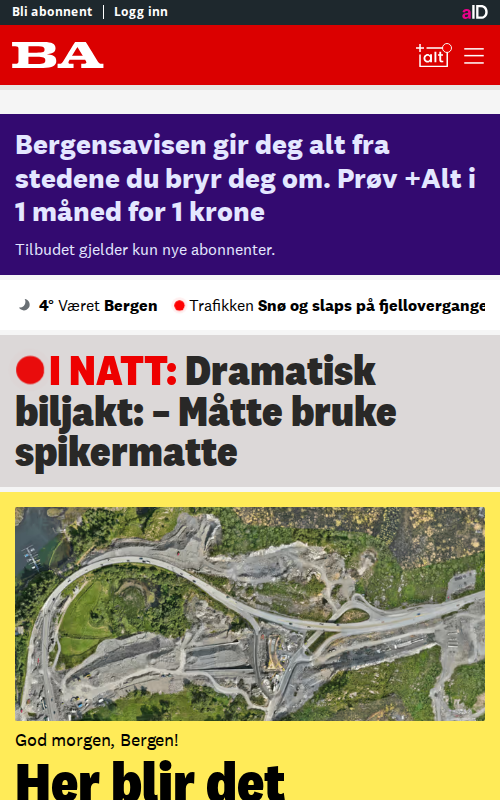 Bli abonnent | Logg inn
aID
BA
+alt
Bergensavisen gir deg alt fra
stedene du bryr deg om. Prøv +Alt i
1 måned for 1 krone
Tilbudet gjelder kun nye abonnenter.
4° Været Bergen Trafikken Snø og slaps på fjellovergange
I NATT: Dramatisk
biljakt: – Måtte bruke
spikermatte
God morgen, Bergen!
Her blir det